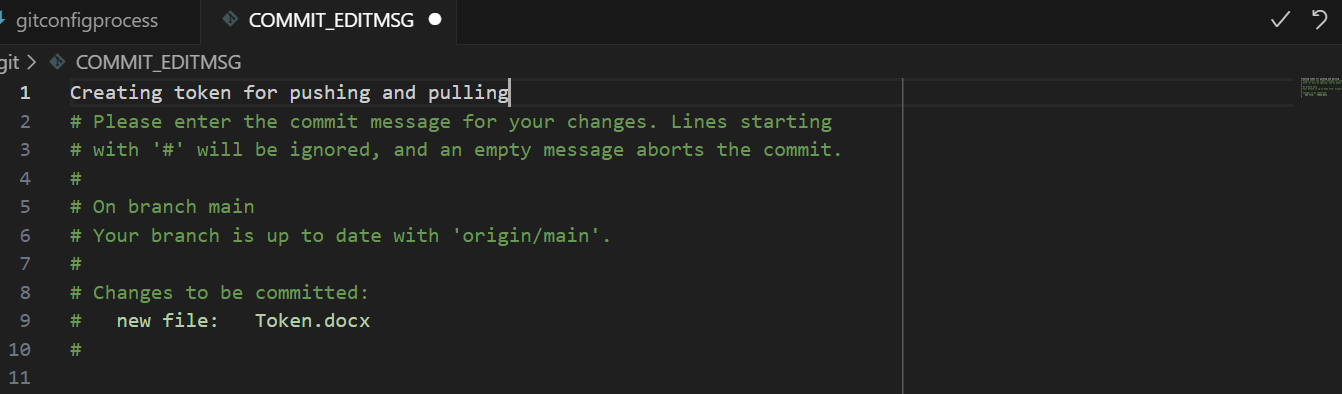 gitconfigprocess
COMMIT_EDITMSG
git > COMMIT_EDITMSG
1 Creating token for pushing and pulling
2 # Please enter the commit message for your changes. Lines starting
3 # with '#' will be ignored, and an empty message aborts the commit.
4 #
5 # On branch main
6 # Your branch is up to date with 'origin/main'.
7 #
8 # Changes to be committed:
9 #   new file:   Token.docx
10 #
11